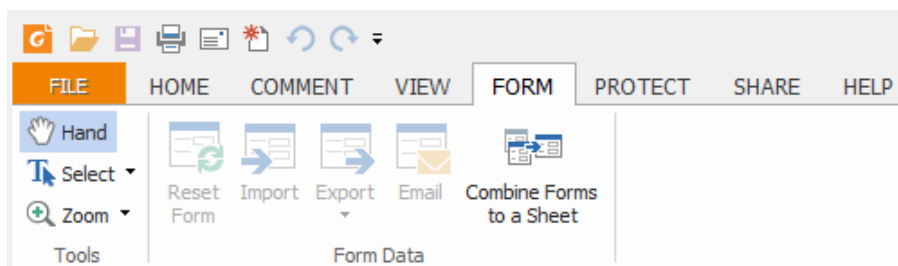 FILE HOME COMMENT VIEW FORM PROTECT SHARE HELP
Hand
Select
Zoom
Tools
Reset
Form
Import
Export
Email
Combine Forms
to a Sheet
Form Data